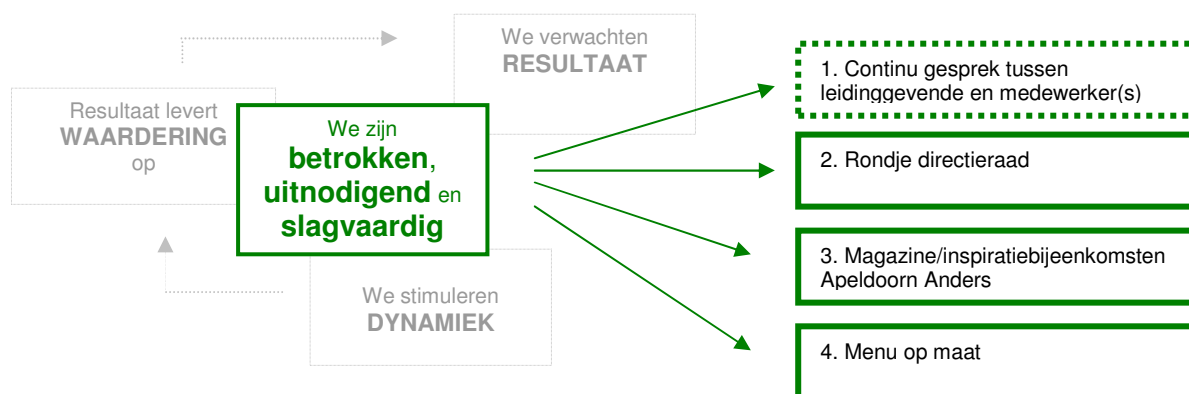 We verwachten
RESULTAAT
Resultaat levert
WAARDERING
op
We zijn
betrokken,
uitnodigend en
slagvaardig
We stimuleren
DYNAMIEK
1. Continu gesprek tussen
leidinggevende en medewerker(s)
2. Rondje directieraad
3. Magazine/inspiratiebijeenkomsten
Apeldoorn Anders
4. Menu op maat